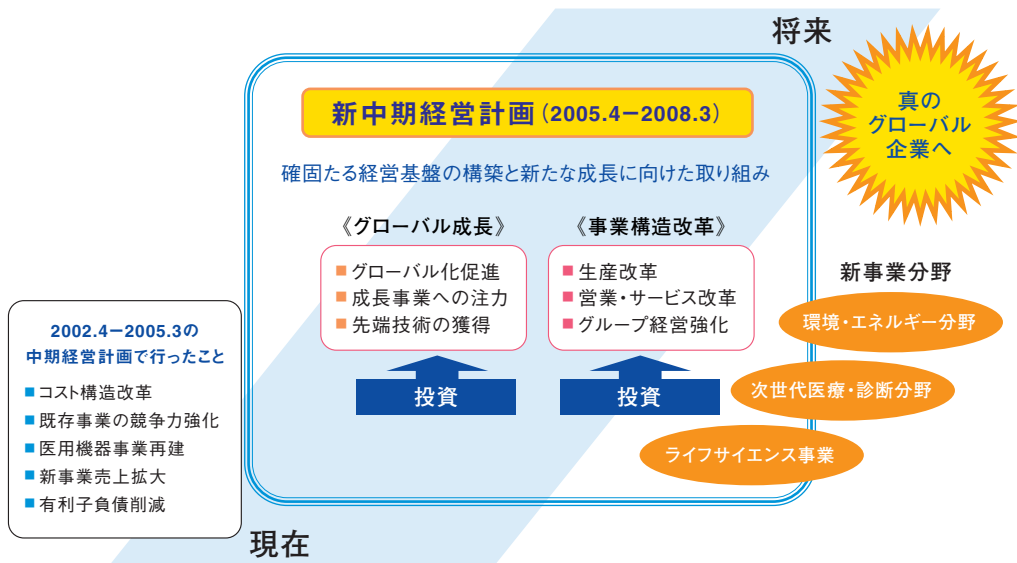 将来
真の
グローバル
企業へ
新中期経営計画(2005.4−2008.3)
確固たる経営基盤の構築と新たな成長に向けた取り組み
《グローバル成長》
グローバル化促進
成長事業への注力
先端技術の獲得
投資
《事業構造改革》
生産改革
営業・サービス改革
グループ経営強化
投資
新事業分野
環境・エネルギー分野
次世代医療・診断分野
ライフサイエンス事業
2002.4−2005.3の
中期経営計画で行ったこと
コスト構造改革
既存事業の競争力強化
医用機器事業再建
新事業売上拡大
有利子負債削減
現在